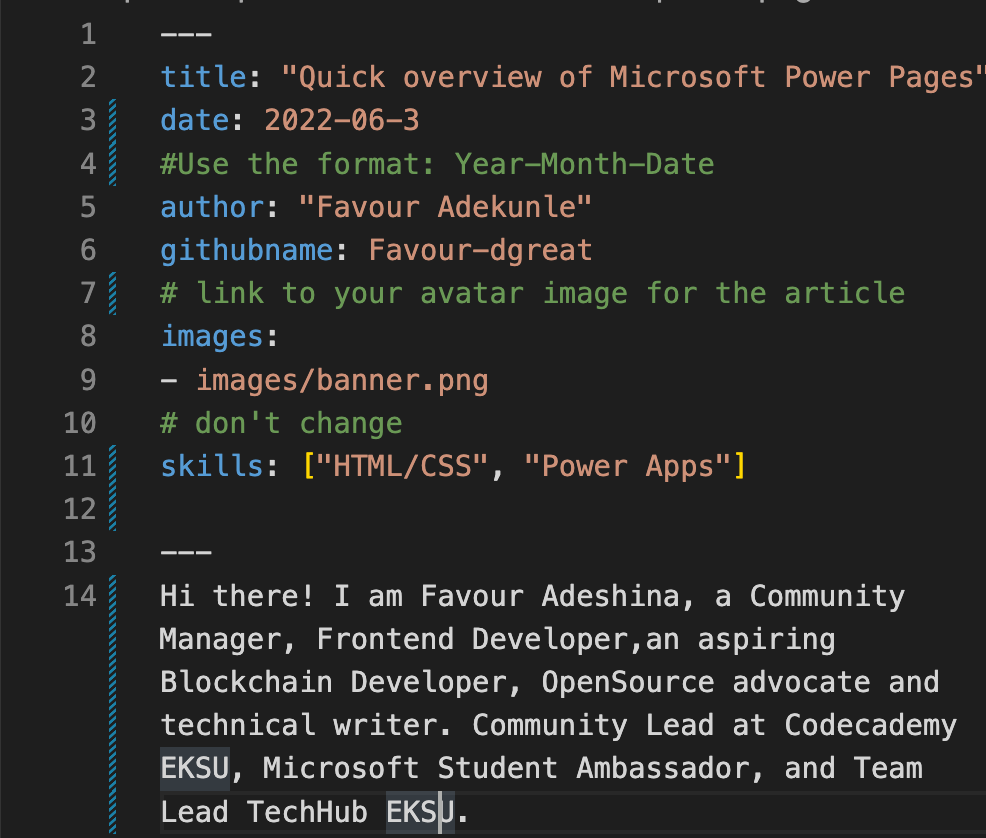 1 ---
2 title: "Quick overview of Microsoft Power Pages"
3 date: 2022-06-3
4 #Use the format: Year-Month-Date
5 author: "Favour Adekunle"
6 githubname: Favour-dgreat
7 # link to your avatar image for the article
8 images:
9 - images/banner.png
10 # don't change
11 skills: ["HTML/CSS", "Power Apps"]
12
13 ---
14 Hi there! I am Favour Adeshina, a Community
Manager, Frontend Developer,an aspiring
Blockchain Developer, OpenSource advocate and
technical writer. Community Lead at Codecademy
EKSU, Microsoft Student Ambassador, and Team
Lead TechHub EKSU.